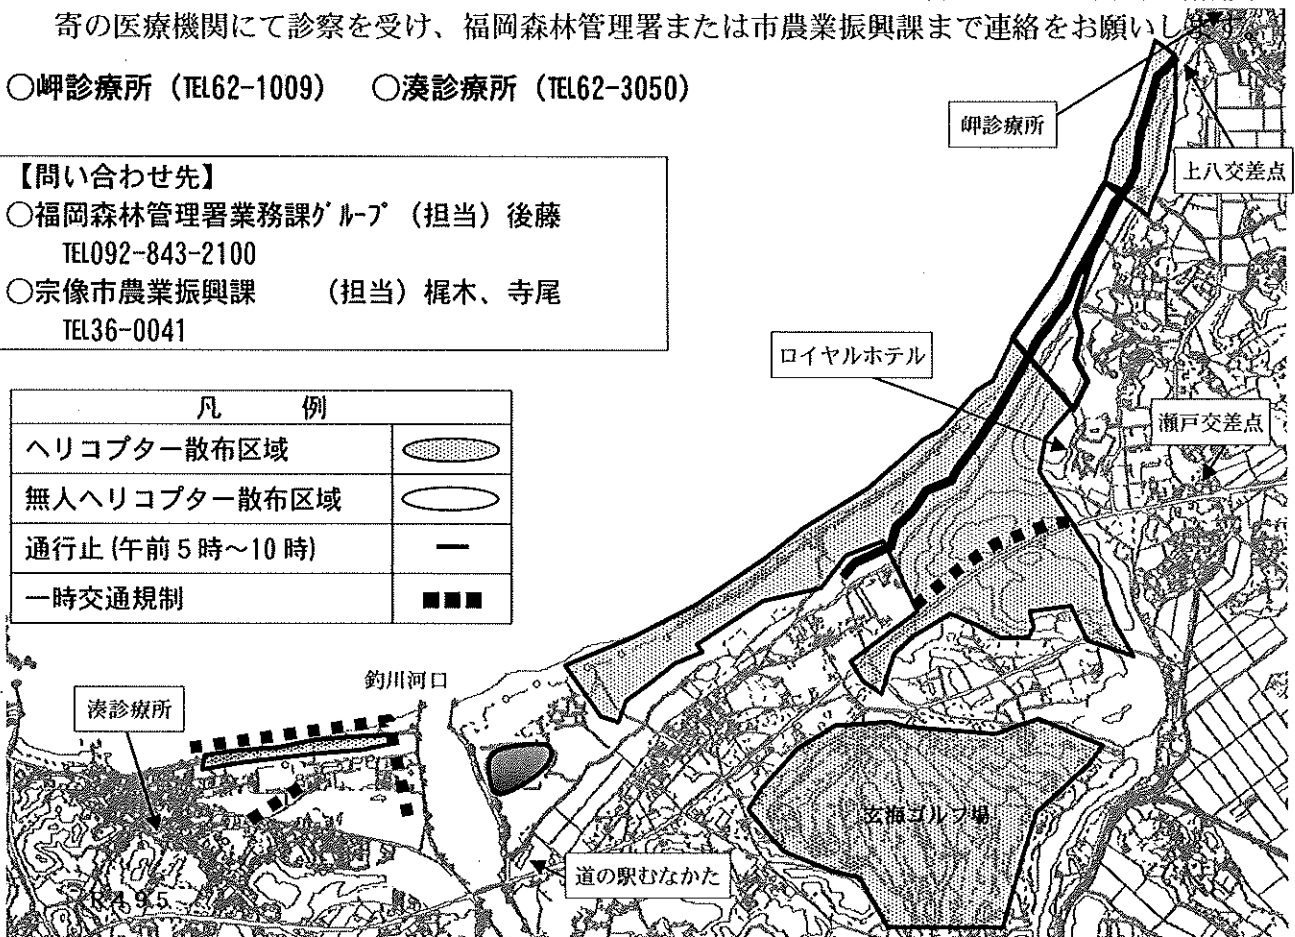 寄の医療機関にて診察を受け、福岡森林管理署または市農業振興課まで連絡をお願いします。
○岬診療所（TEL62-1009） ○湊診療所（TEL62-3050）
【問い合わせ先】
○福岡森林管理署業務課グループ（担当）後藤
TEL092-843-2100
○宗像市農業振興課 （担当）梶木、寺尾
TEL36-0041
凡 例
ヘリコプター散布区域
無人ヘリコプター散布区域
通行止(午前5時～10時)
一時交通規制
岬診療所
上八交差点
ロイヤルホテル
瀬戸交差点
釣川河口
湊診療所
玄海ゴルフ場
道の駅むなかた